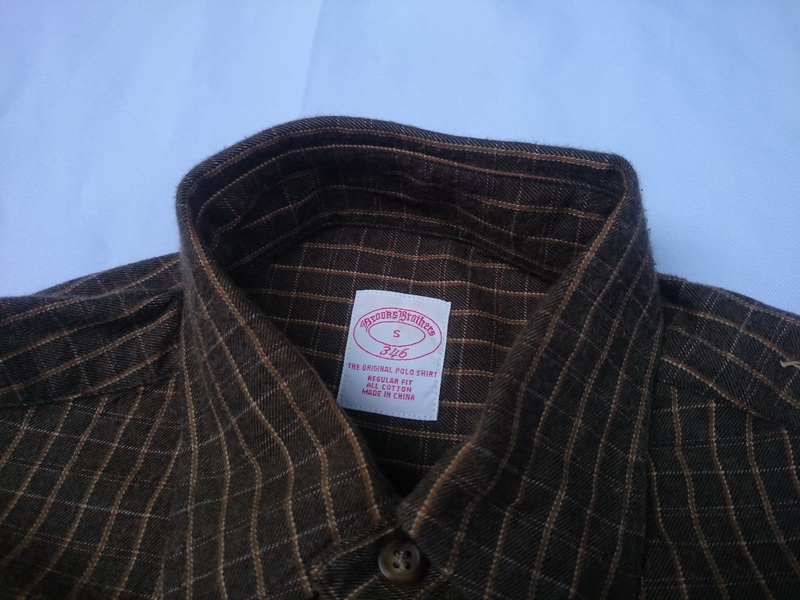 Brooks Brothers
S
346
THE ORIGINAL POLO SHIRT
REGULAR FIT
ALL COTTON
MADE IN CHINA